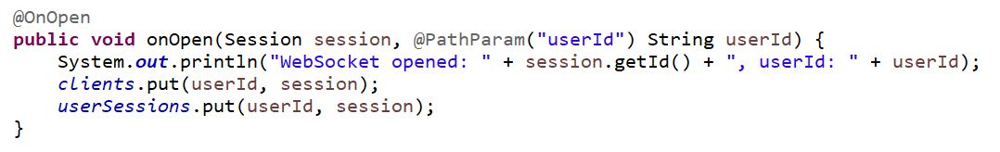 @OnOpen
public void onOpen(Session session, @PathParam("userId") String userId) {
    System.out.println("WebSocket opened: " + session.getId() + ", userId: " + userId);
    clients.put(userId, session);
    userSessions.put(userId, session);
}